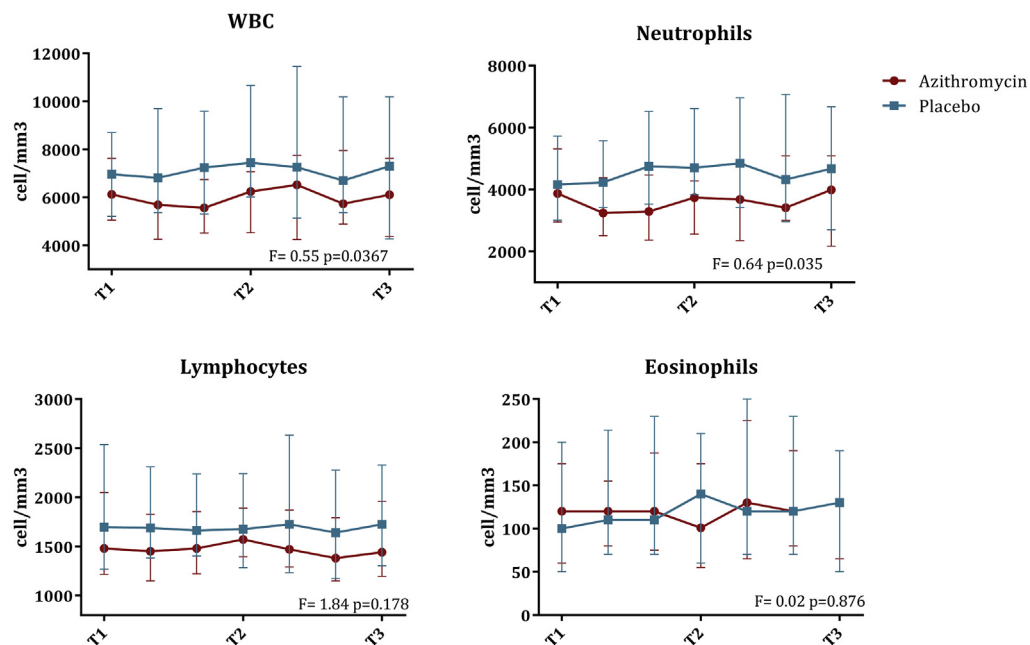 WBC
12000
10000
8000
6000
4000
cell/mm3
F= 0.55 p=0.0367
T1
T2
T3
Neutrophils
8000
6000
4000
2000
cell/mm3
F= 0.64 p=0.035
T1
T2
T3
Azithromycin
Placebo
Lymphocytes
3000
2500
2000
1500
1000
cell/mm3
F= 1.84 p=0.178
T1
T2
T3
Eosinophils
250
200
150
100
50
0
cell/mm3
F= 0.02 p=0.876
T1
T2
T3